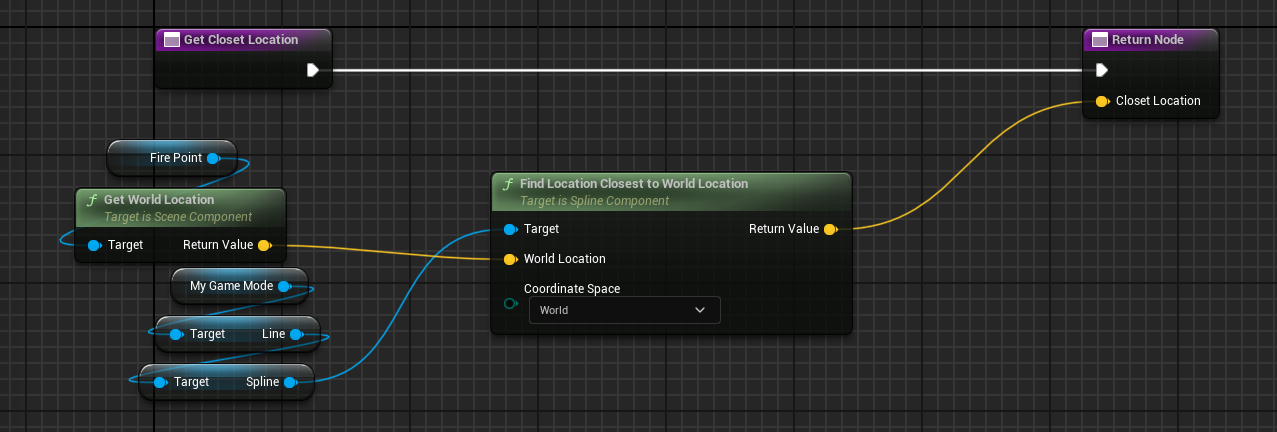 Get Closet Location
Return Node
Closet Location
Fire Point
f Get World Location
Target is Scene Component
Target Return Value
My Game Mode
Target Line
Target Spline
f Find Location Closest to World Location
Target is Spline Component
Target Return Value
World Location
Coordinate Space
World